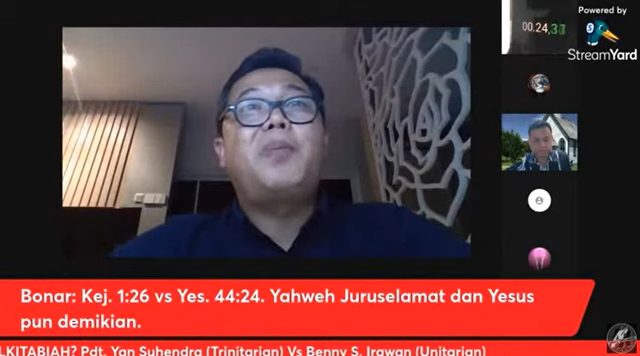 Powered by
00.24,3
StreamYard
Bonar: Kej. 1:26 vs Yes. 44:24. Yahweh Juruselamat dan Yesus
pun demikian.
LKITABIAH? Pdt. Yan Suhendra (Trinitarian) Vs Benny S. Irawan (Unitarian)